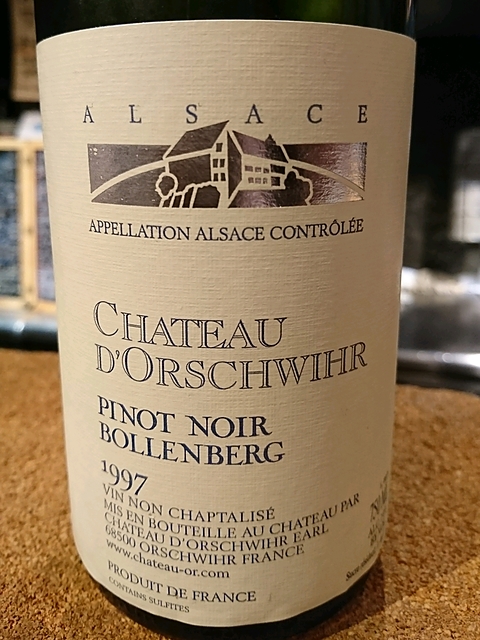 ALSACE
APPELLATION ALSACE CONTRÔLÉE
CHATEAU
D'ORSCHWIHR
PINOT NOIR
BOLLENBERG
1997
VIN NON CHAPTALISÉ
MIS EN BOUTEILLE AU CHATEAU PAR
CHATEAU D'ORSCHWIHR EARL
68500 ORSCHWIHR FRANCE
www.chateau-or.com
PRODUIT DE FRANCE
CONTAINS SULFITES